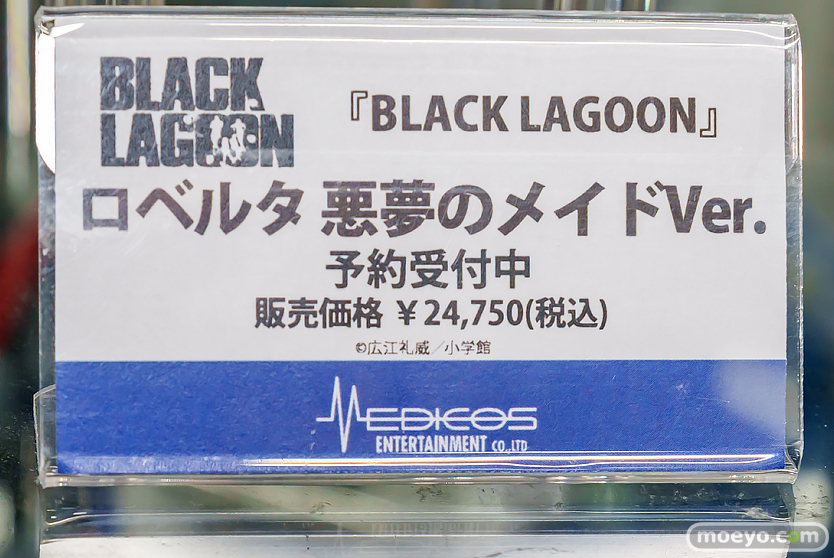 BLACK
LAGOON
『BLACK LAGOON』
ロベルタ 悪夢のメイドVer.
予約受付中
販売価格 ¥24,750(税込)
©広江礼威／小学館
MEDICOS
ENTERTAINMENT CO.,LTD
moeyo.com